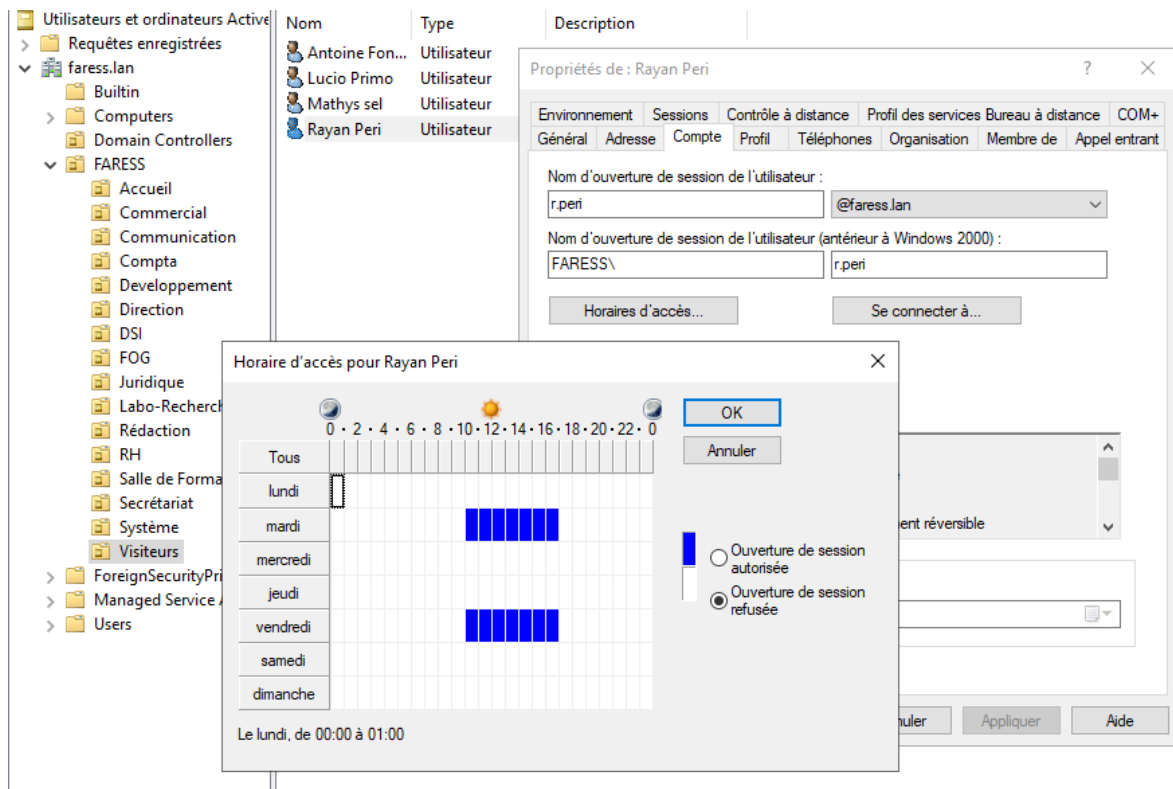 Utilisateurs et ordinateurs Active
Requêtes enregistrées
faress.lan
Builtin
Computers
Domain Controllers
FARESS
Accueil
Commercial
Communication
Compta
Developpement
Direction
DSI
FOG
Juridique
Labo-Recherch
Rédaction
RH
Salle de Forma
Secrétariat
Système
Visiteurs
ForeignSecurityPri
Managed Service
Users
Nom Type Description
Antoine Fon... Utilisateur
Lucio Primo Utilisateur
Mathys sel Utilisateur
Rayan Peri Utilisateur
Propriétés de : Rayan Peri ?
Environnement Sessions Contrôle à distance Profil des services Bureau à distance COM+
Général Adresse Compte Profil Téléphones Organisation Membre de Appel entrant
Nom d'ouverture de session de l'utilisateur :
r.peri @faress.lan
Nom d'ouverture de session de l'utilisateur (antérieur à Windows 2000) :
FARESS\ r.peri
Horaires d'accès... Se connecter à...
ent réversible
nuler Appliquer Aide
Horaire d'accès pour Rayan Peri
0 · 2 · 4 · 6 · 8 · 10 · 12 · 14 · 16 · 18 · 20 · 22 · 0
Tous
lundi
mardi
mercredi
jeudi
vendredi
samedi
dimanche
OK
Annuler
Ouverture de session
autorisée
Ouverture de session
refusée
Le lundi, de 00:00 à 01:00